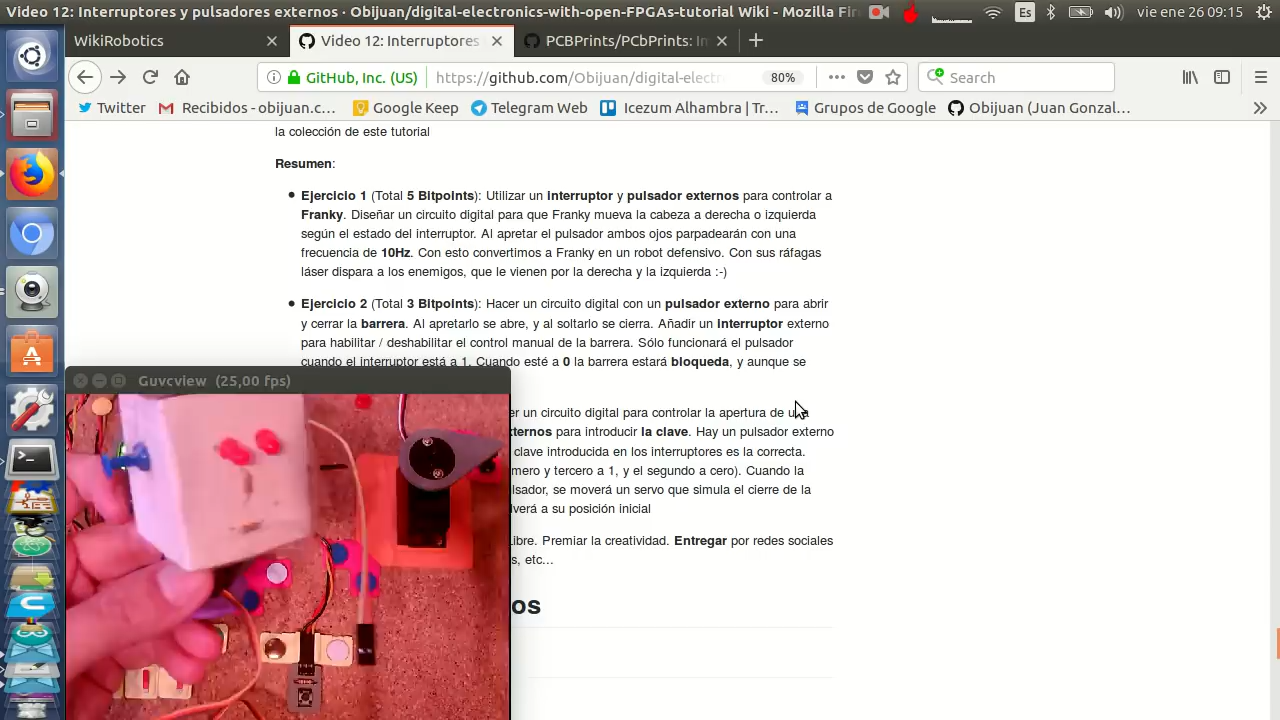 Video 12: Interruptores y pulsadores externos · Obijuan/digital-electronics-with-open-FPGAs-tutorial Wiki - Mozilla Fir
Es
vie ene 26 09:15
WikiRobotics
Video 12: Interruptores
PCBPrints/PCbPrints: Im
GitHub, Inc. (US)
https://github.com/Obijuan/digital-electr
80%
Search
Twitter
Recibidos - obijuan.c…
Google Keep
Telegram Web
Icezum Alhambra | Tr…
Grupos de Google
Obijuan (Juan Gonzal…
la colección de este tutorial
Resumen:
Ejercicio 1 (Total 5 Bitpoints): Utilizar un interruptor y pulsador externos para controlar a
Franky. Diseñar un circuito digital para que Franky mueva la cabeza a derecha o izquierda
según el estado del interruptor. Al apretar el pulsador ambos ojos parpadearán con una
frecuencia de 10Hz. Con esto convertimos a Franky en un robot defensivo. Con sus ráfagas
láser dispara a los enemigos, que le vienen por la derecha y la izquierda :-)
Ejercicio 2 (Total 3 Bitpoints): Hacer un circuito digital con un pulsador externo para abrir
y cerrar la barrera. Al apretarlo se abre, y al soltarlo se cierra. Añadir un interruptor externo
para habilitar / deshabilitar el control manual de la barrera. Sólo funcionará el pulsador
cuando el interruptor está a 1. Cuando esté a 0 la barrera estará bloqueda, y aunque se
Guvcview (25,00 fps)
er un circuito digital para controlar la apertura de una
ternos para introducir la clave. Hay un pulsador externo
clave introducida en los interruptores es la correcta.
mero y tercero a 1, y el segundo a cero). Cuando la
lsador, se moverá un servo que simula el cierre de la
lverá a su posición inicial
Libre. Premiar la creatividad. Entregar por redes sociales
s, etc...
os